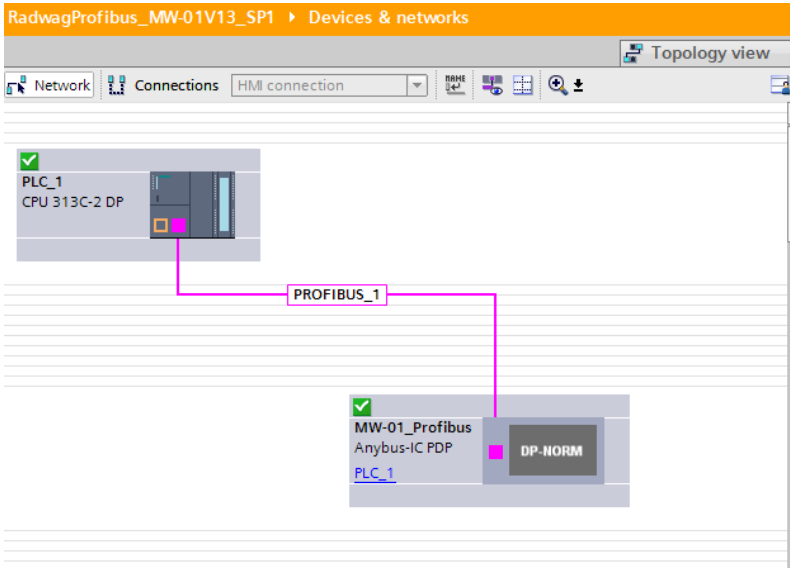 RadwagProfibus_MW-01V13_SP1 ▸ Devices & networks
Topology view
Network Connections HMI connection
PLC_1
CPU 313C-2 DP
PROFIBUS_1
MW-01_Profibus
Anybus-IC PDP
DP-NORM
PLC_1